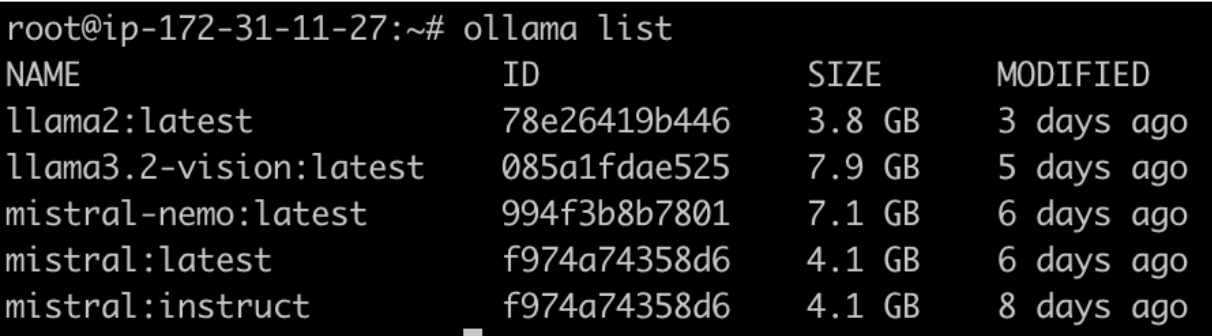 root@ip-172-31-11-27:~# ollama list
NAME ID SIZE MODIFIED
llama2:latest 78e26419b446 3.8 GB 3 days ago
llama3.2-vision:latest 085a1fdae525 7.9 GB 5 days ago
mistral-nemo:latest 994f3b8b7801 7.1 GB 6 days ago
mistral:latest f974a74358d6 4.1 GB 6 days ago
mistral:instruct f974a74358d6 4.1 GB 8 days ago